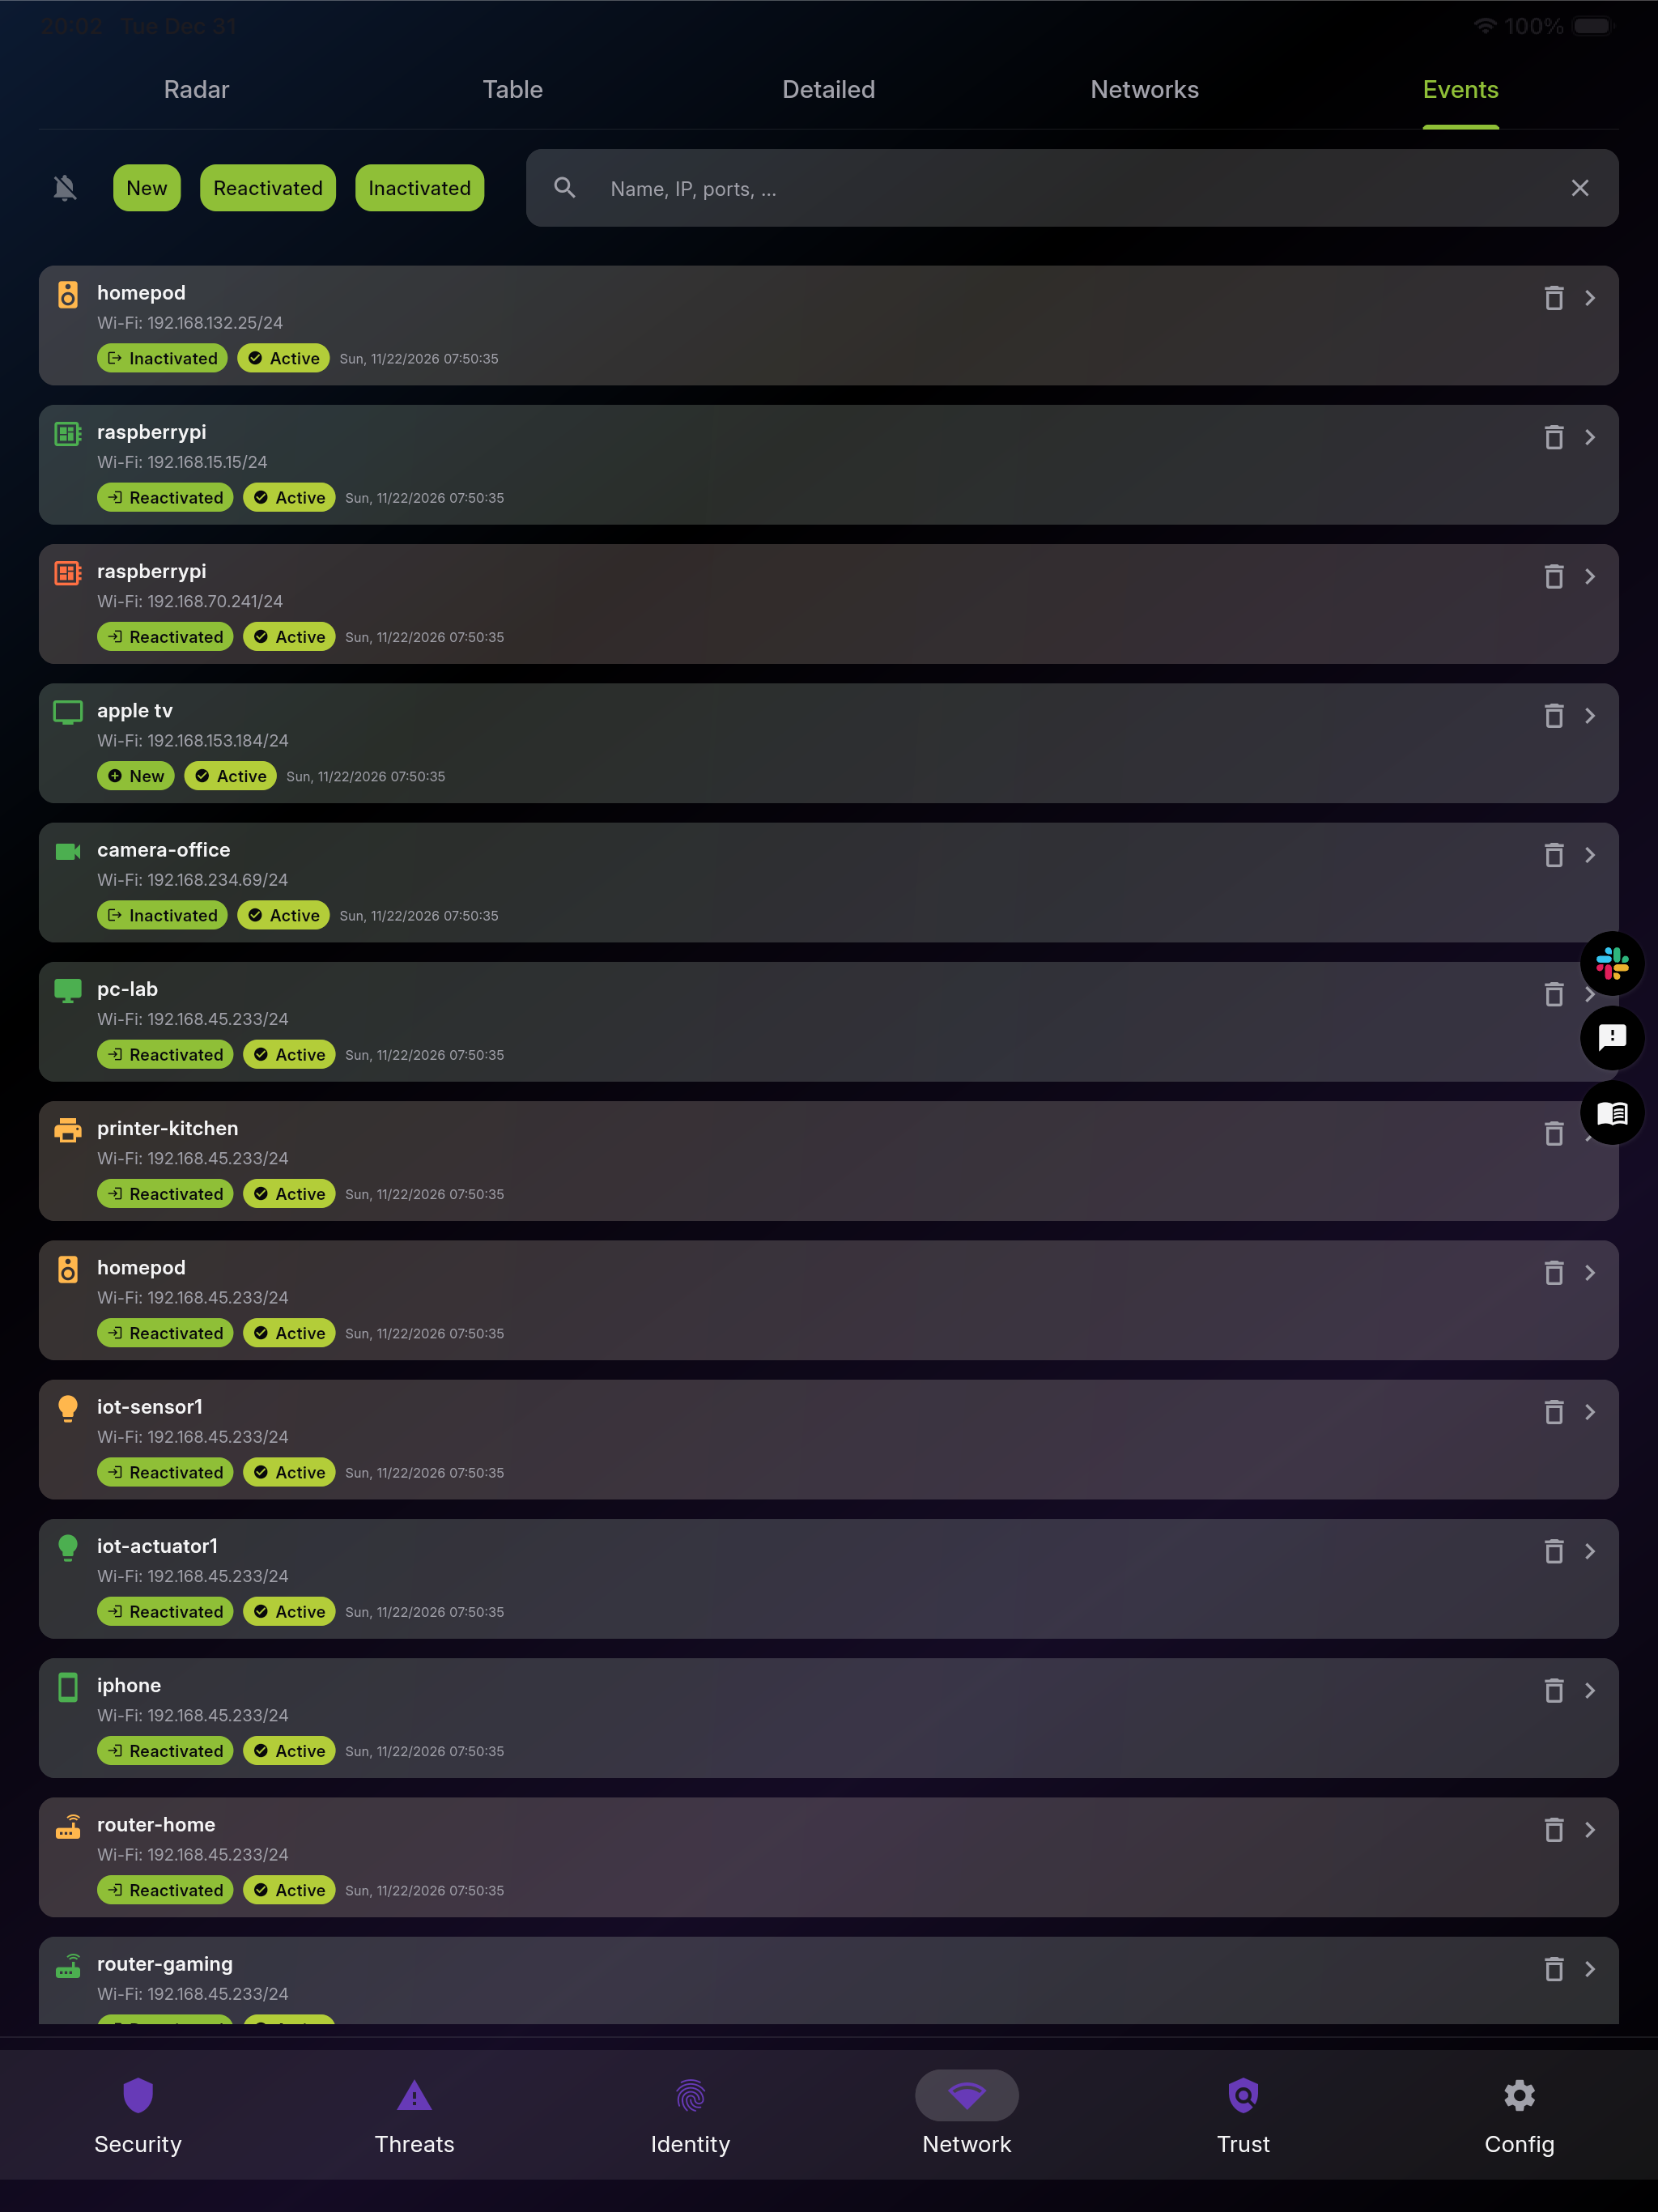 20:02 Tue Dec 31
100%
Radar
Table
Detailed
Networks
Events
New
Reactivated
Inactivated
Name, IP, ports, ...
homepod
Wi-Fi: 192.168.132.25/24
Inactivated Active Sun, 11/22/2026 07:50:35
raspberrypi
Wi-Fi: 192.168.15.15/24
Reactivated Active Sun, 11/22/2026 07:50:35
raspberrypi
Wi-Fi: 192.168.70.241/24
Reactivated Active Sun, 11/22/2026 07:50:35
apple tv
Wi-Fi: 192.168.153.184/24
New Active Sun, 11/22/2026 07:50:35
camera-office
Wi-Fi: 192.168.234.69/24
Inactivated Active Sun, 11/22/2026 07:50:35
pc-lab
Wi-Fi: 192.168.45.233/24
Reactivated Active Sun, 11/22/2026 07:50:35
printer-kitchen
Wi-Fi: 192.168.45.233/24
Reactivated Active Sun, 11/22/2026 07:50:35
homepod
Wi-Fi: 192.168.45.233/24
Reactivated Active Sun, 11/22/2026 07:50:35
iot-sensor1
Wi-Fi: 192.168.45.233/24
Reactivated Active Sun, 11/22/2026 07:50:35
iot-actuator1
Wi-Fi: 192.168.45.233/24
Reactivated Active Sun, 11/22/2026 07:50:35
iphone
Wi-Fi: 192.168.45.233/24
Reactivated Active Sun, 11/22/2026 07:50:35
router-home
Wi-Fi: 192.168.45.233/24
Reactivated Active Sun, 11/22/2026 07:50:35
router-gaming
Wi-Fi: 192.168.45.233/24
Security
Threats
Identity
Network
Trust
Config